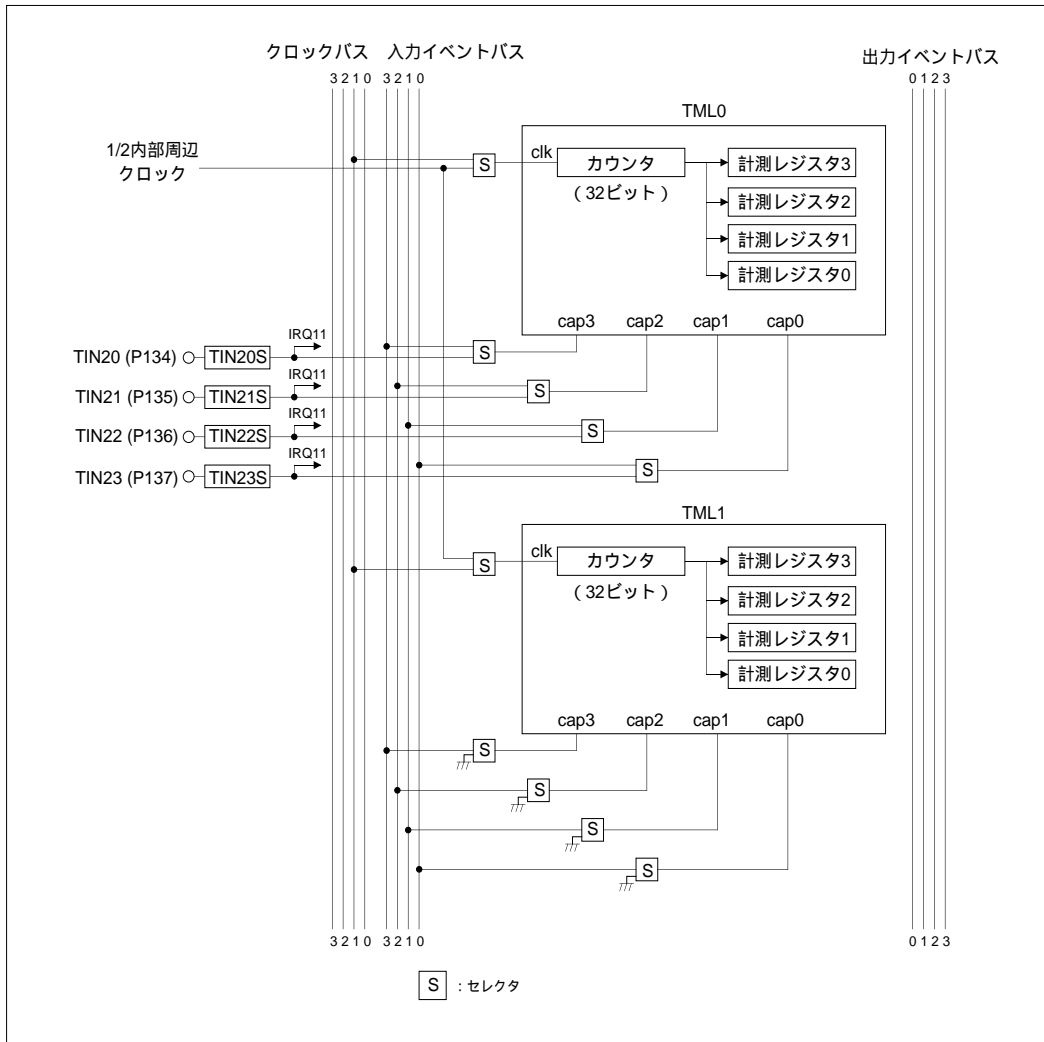 クロックバス 入力イベントバス 出力イベントバス
3 2 1 0 3 2 1 0 0 1 2 3
TML0
1/2内部周辺
クロック
S
clk
カウンタ
(32ビット)
計測レジスタ3
計測レジスタ2
計測レジスタ1
計測レジスタ0
cap3 cap2 cap1 cap0
TIN20 (P134) TIN20S IRQ11 S
TIN21 (P135) TIN21S IRQ11 S
TIN22 (P136) TIN22S IRQ11 S
TIN23 (P137) TIN23S IRQ11 S
TML1
S
clk
カウンタ
(32ビット)
計測レジスタ3
計測レジスタ2
計測レジスタ1
計測レジスタ0
cap3 cap2 cap1 cap0
S
S
S
S
3 2 1 0 3 2 1 0 0 1 2 3
S :セレクタ